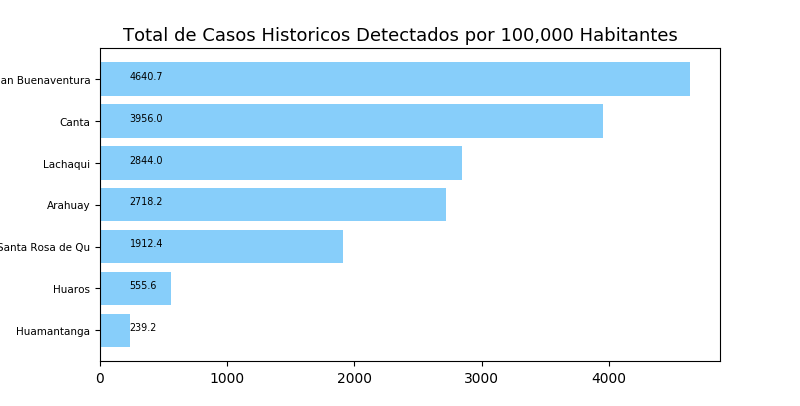 Total de Casos Historicos Detectados por 100,000 Habitantes
an Buenaventura 4640.7
Canta 3956.0
Lachaqui 2844.0
Arahuay 2718.2
Santa Rosa de Qu 1912.4
Huaros 555.6
Huamantanga 239.2
0 1000 2000 3000 4000